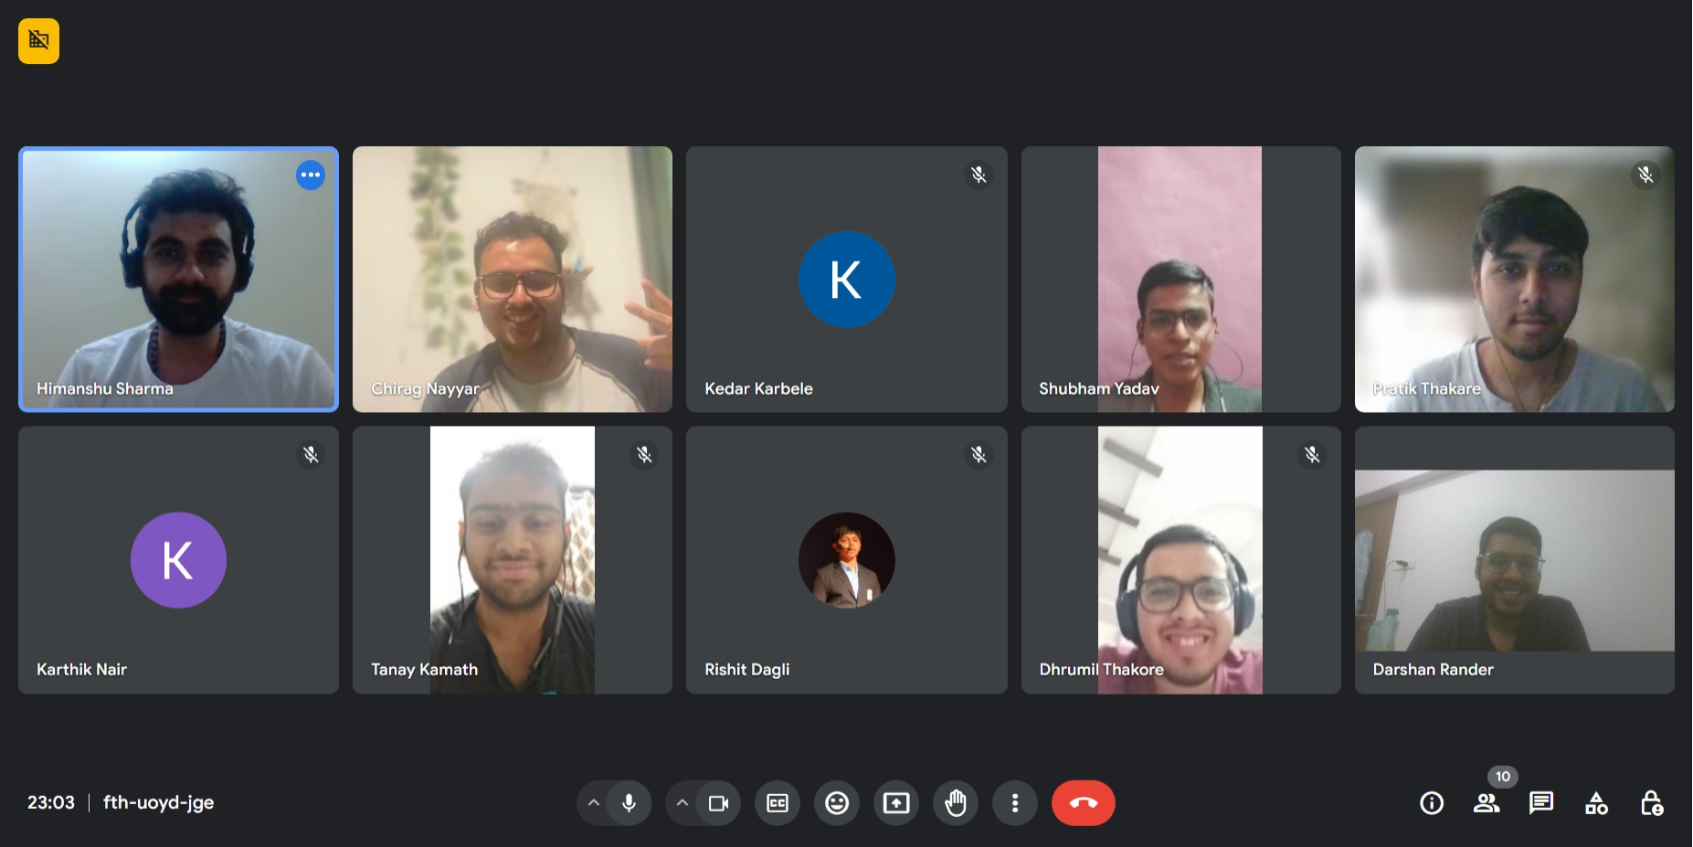 Himanshu Sharma
Chirag Nayyar
K
Kedar Karbele
Shubham Yadav
Pratik Thakare
K
Karthik Nair
Tanay Kamath
Rishit Dagli
Dhrumil Thakore
Darshan Rander
23:03 | fth-uoyd-jge
CC
10